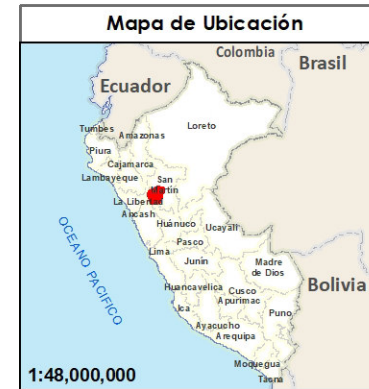 Mapa de Ubicación
Colombia
Brasil
Ecuador
Loreto
Tumbes
Amazonas
Piura
Cajamarca
Lambayeque
San
Martin
La Libertad
Ancash
Huánuco
Ucayali
Pasco
Lima
Junín
Madre
de Dios
OCEANO PACIFICO
Huancavelica
Cusco
Apurimac
Bolivia
Ica
Puno
Ayacucho
Arequipa
Moquegua
Tacna
1:48,000,000